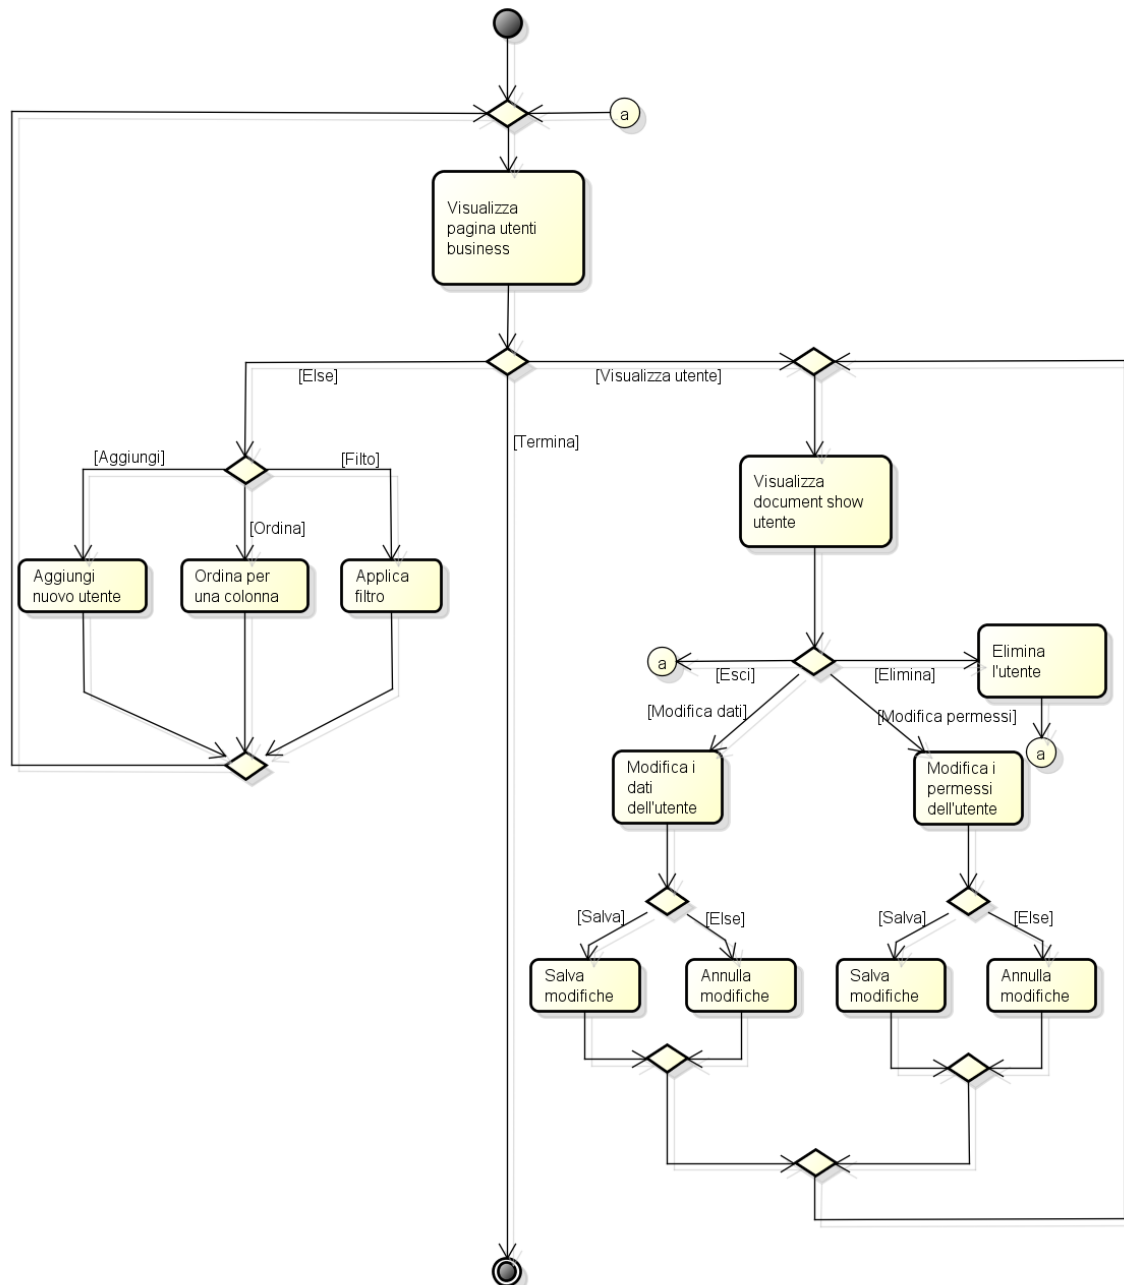 a
Visualizza
pagina utenti
business
[Else]
[Visualizza utente]
[Termina]
[Aggiungi]
[Filto]
[Ordina]
Visualizza
document show
utente
Aggiungi
nuovo utente
Ordina per
una colonna
Applica
filtro
a
[Esci]
[Elimina]
Elimina
l'utente
[Modifica dati]
[Modifica permessi]
a
Modifica i
dati
dell'utente
Modifica i
permessi
dell'utente
[Salva]
[Else]
[Salva]
[Else]
Salva
modifiche
Annulla
modifiche
Salva
modifiche
Annulla
modifiche